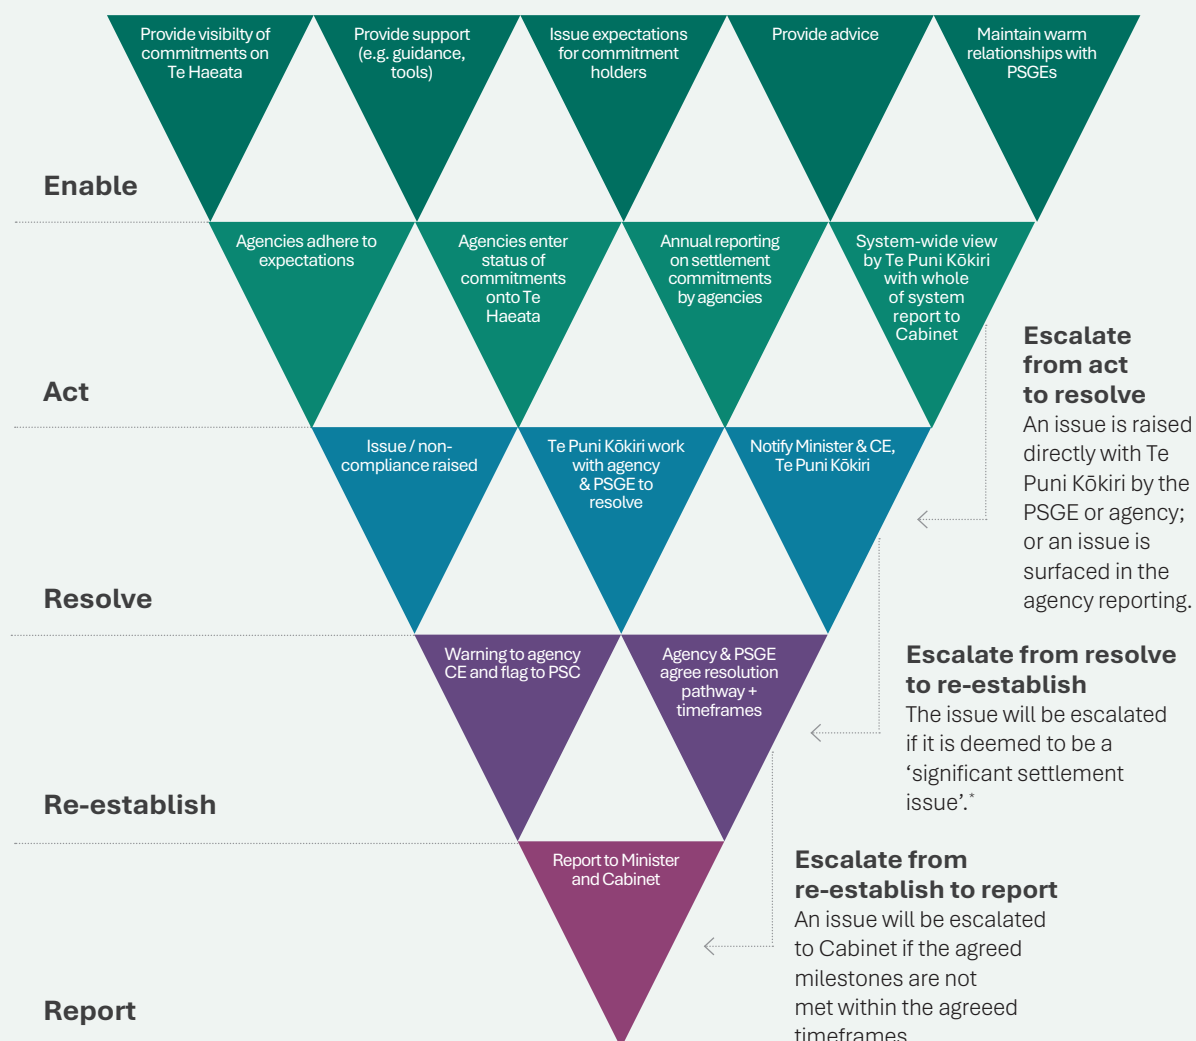 Provide visibilty of
commitments on
Te Haeata
Provide support
(e.g. guidance,
tools)
Issue expectations
for commitment
holders
Provide advice
Maintain warm
relationships with
PSGEs
Enable
Agencies adhere to
expectations
Agencies enter
status of
commitments
onto Te
Haeata
Annual reporting
on settlement
commitments
by agencies
System-wide view
by Te Puni Kōkiri
with whole
of system
report to
Cabinet
Act
Escalate
from act
to resolve
An issue is raised
directly with Te
Puni Kōkiri by the
PSGE or agency;
or an issue is
surfaced in the
agency reporting.
Issue / non-
compliance raised
Te Puni Kōkiri work
with agency
& PSGE to
resolve
Notify Minister & CE,
Te Puni Kōkiri
Resolve
Escalate from resolve
to re-establish
The issue will be escalated
if it is deemed to be a
‘significant settlement
issue’.*
Warning to agency
CE and flag to PSC
Agency & PSGE
agree resolution
pathway +
timeframes
Re-establish
Escalate from
re-establish to report
An issue will be escalated
to Cabinet if the agreed
milestones are not
met within the agreeed
timeframes
Report to Minister
and Cabinet
Report